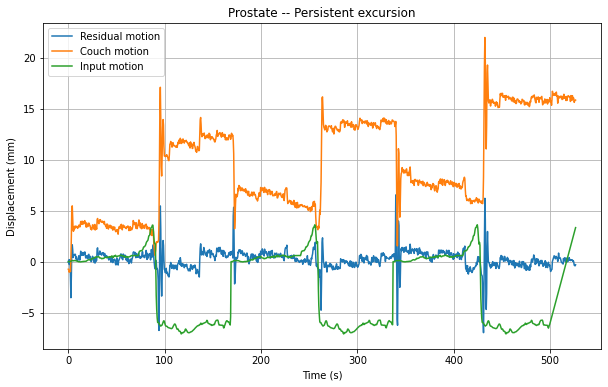 Prostate -- Persistent excursion
Residual motion
Couch motion
Input motion
Displacement (mm)
20
15
10
5
0
−5
0 100 200 300 400 500
Time (s)